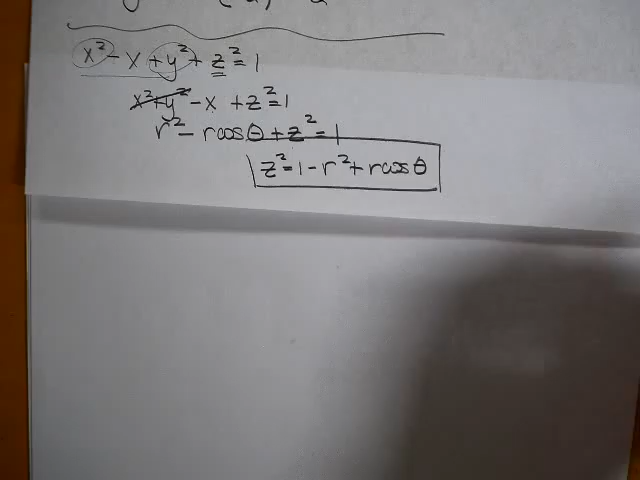 x² - x + y² + z² = 1
x² + y² - x + z² = 1
r² - rcosθ + z² = 1
z² = 1 - r² + rcosθ